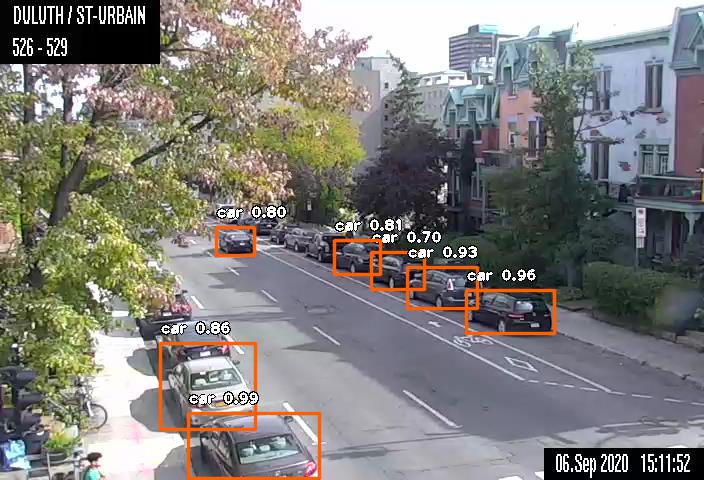 DULUTH / ST-URBAIN
526 - 529
car 0.80
car 0.81
car 0.70
car 0.93
car 0.96
car 0.86
car 0.99
06.Sep 2020 15:11:52